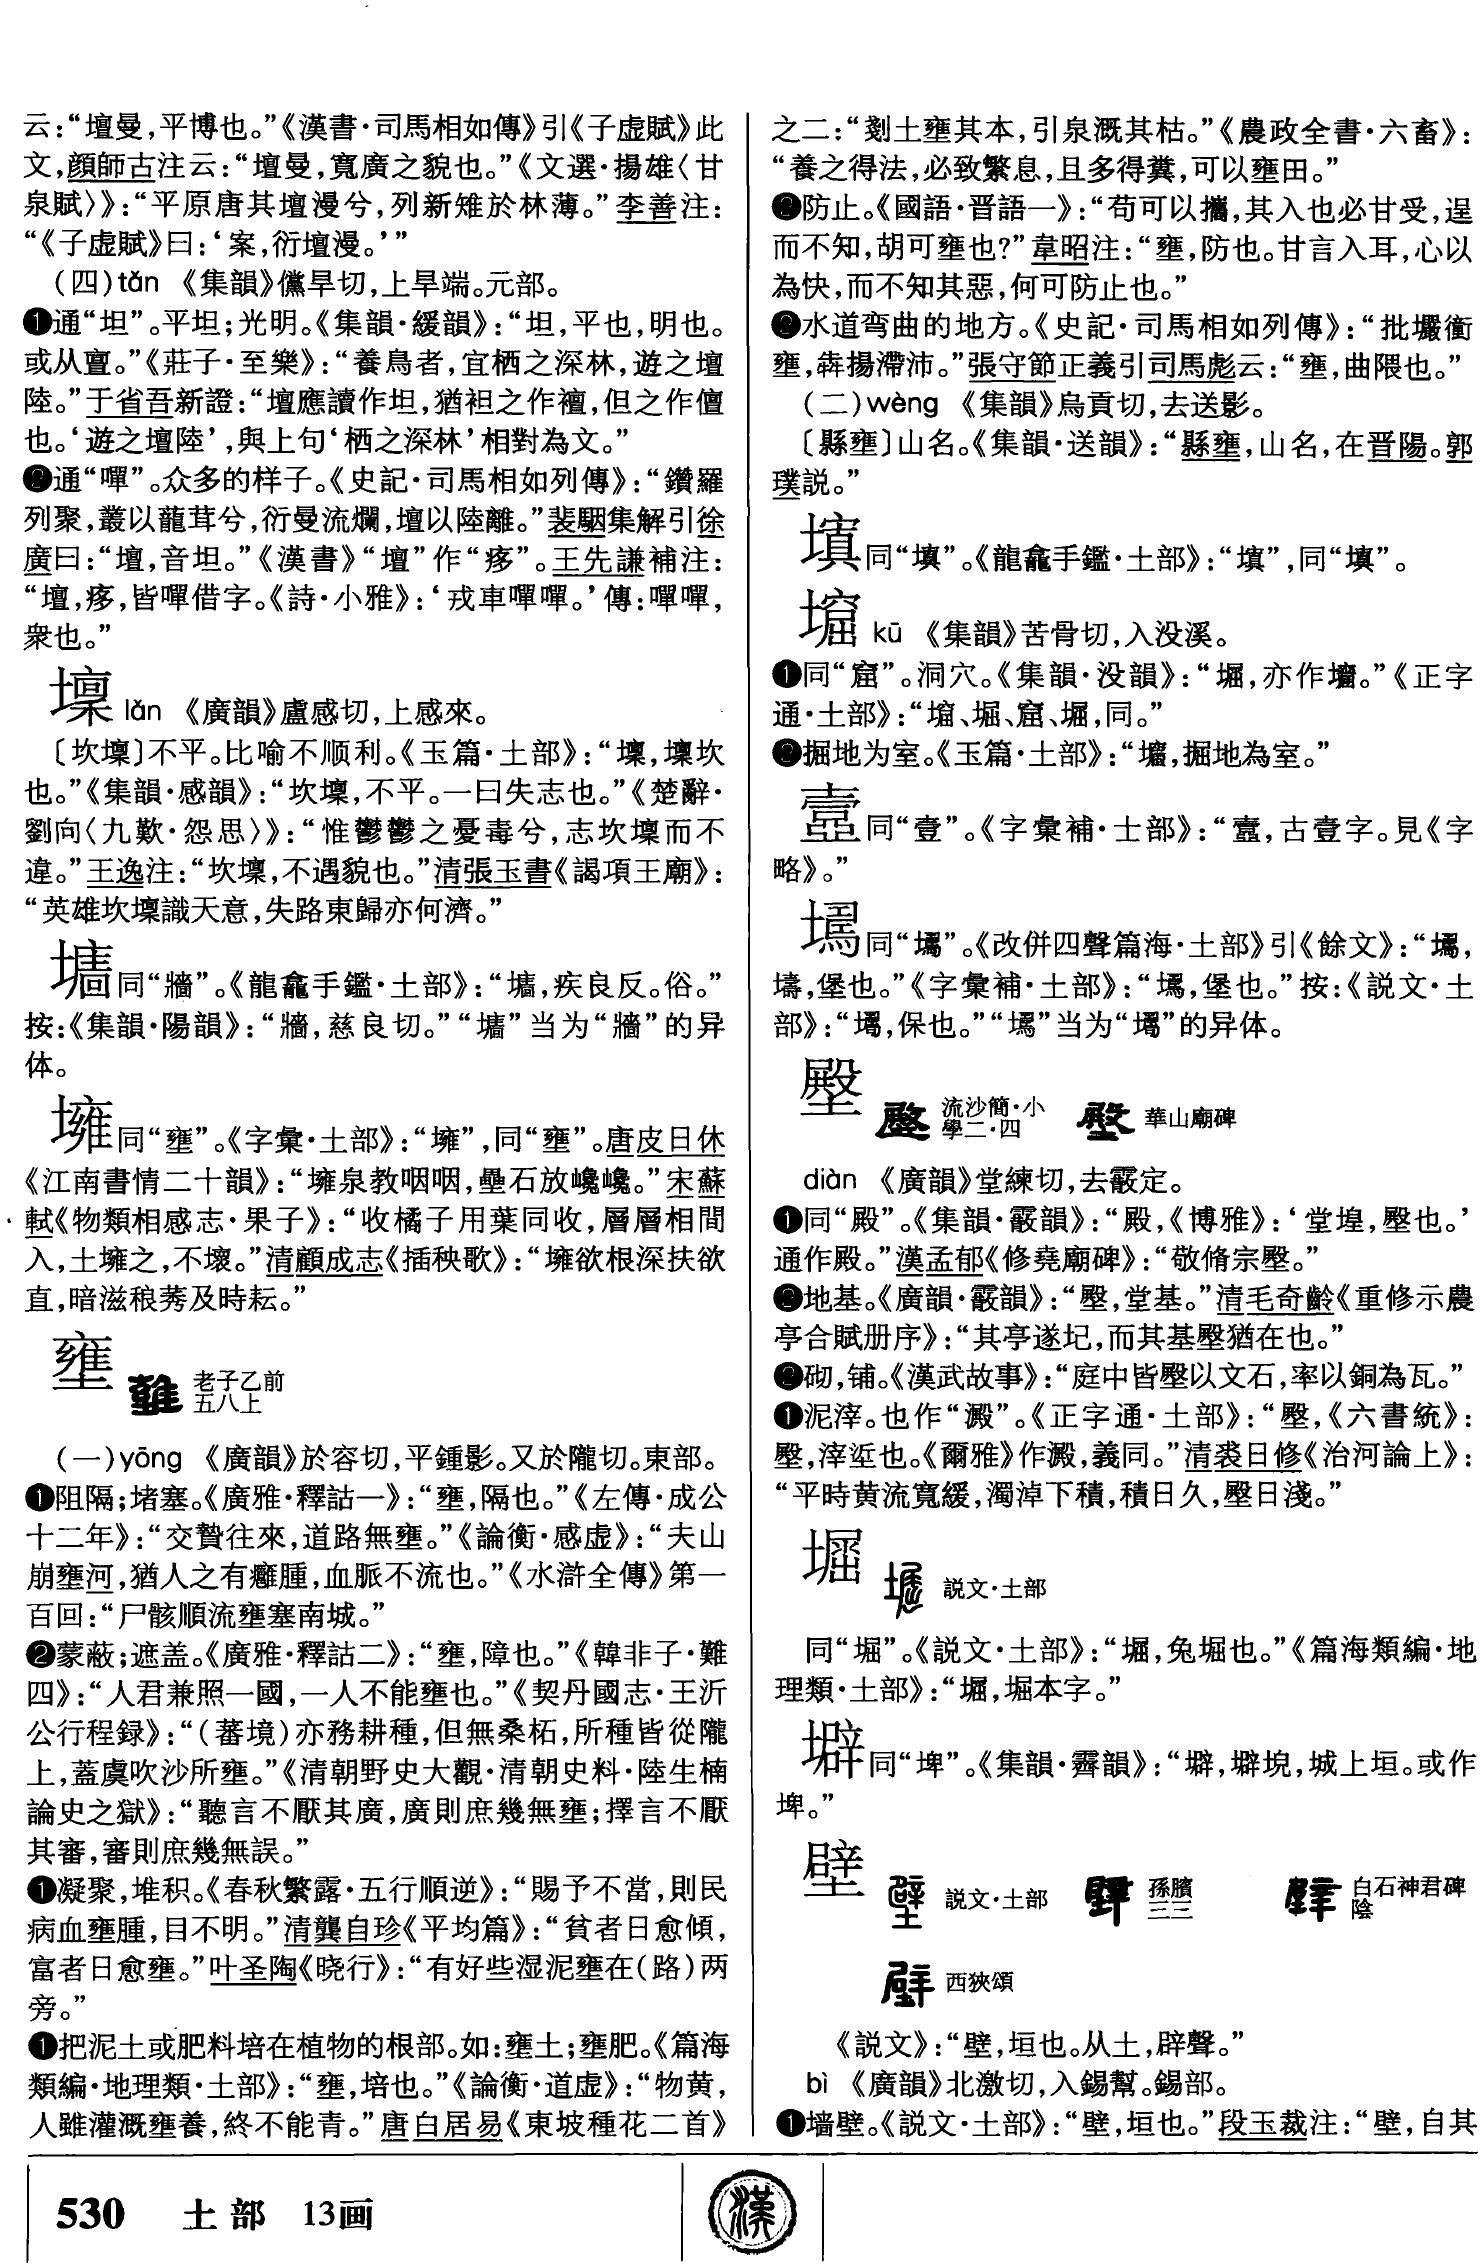 云：“壇曼，平博也。”《漢書·司馬相如傳》引《子虚賦》此
文，顔師古注云：“壇曼，寬廣之貌也。”《文選·揚雄〈甘
泉賦〉》：“平原唐其壇漫兮，列新雉於林薄。”李善注：
“《子虚賦》曰：‘案，衍壇漫。’”
(四)tǎn 《集韻》儻旱切，上旱端。元部。
❶通“坦”。平坦；光明。《集韻·緩韻》：“坦，平也，明也。
或从亶。”《莊子·至樂》：“養鳥者，宜栖之深林，遊之壇
陸。”于省吾新證：“壇應讀作坦，猶袒之作襢，但之作儃
也。‘遊之壇陸’，與上句‘栖之深林’相對為文。”
❷通“嘽”。众多的样子。《史記·司馬相如列傳》：“鑽羅
列聚，叢以龍茸兮，衍曼流爛，壇以陸離。”裴駰集解引徐
廣曰：“壇，音坦。”《漢書》“壇”作“痑”。王先謙補注：
“壇，痑，皆嘽借字。《詩·小雅》：‘戎車嘽嘽。’傳：嘽嘽，
衆也。”
壈 lǎn 《廣韻》盧感切，上感來。
〔坎壈〕不平。比喻不顺利。《玉篇·土部》：“壈，壈坎
也。”《集韻·感韻》：“坎壈，不平。一曰失志也。”《楚辭·
劉向〈九歎·怨思〉》：“惟鬱鬱之憂毒兮，志坎壈而不
違。”王逸注：“坎壈，不遇貌也。”清張玉書《謁項王廟》：
“英雄坎壈識天意，失路東歸亦何濟。”
墻同“牆”。《龍龕手鑑·土部》：“墻，疾良反。俗。”
按：《集韻·陽韻》：“牆，慈良切。”“墻”当为“牆”的异
体。
壅同“壅”。《字彙·土部》：“㙲”，同“壅”。唐皮日休
《江南書情二十韻》：“㙲泉教咽咽，壘石放巉巉。”宋蘇
軾《物類相感志·果子》：“收橘子用葉同收，層層相間
入，土㙲之，不壞。”清顧成志《插秧歌》：“㙲欲根深扶欲
直，暗滋稂莠及時耘。”
壅 老子乙前
五八上
(一)yōng 《廣韻》於容切，平鍾影。又於隴切。東部。
❶阻隔；堵塞。《廣雅·釋詁一》：“壅，隔也。”《左傳·成公
十二年》：“交贄往來，道路無壅。”《論衡·感虚》：“夫山
崩壅河，猶人之有癰腫，血脈不流也。”《水滸全傳》第一
百回：“尸骸順流壅塞南城。”
❷蒙蔽；遮盖。《廣雅·釋詁二》：“壅，障也。”《韓非子·難
四》：“人君兼照一國，一人不能壅也。”《契丹國志·王沂
公行程録》：“(蕃境)亦務耕種，但無桑柘，所種皆從隴
上，蓋虞吹沙所壅。”《清朝野史大觀·清朝史料·陸生楠
論史之獄》：“聽言不厭其廣，廣則庶幾無壅；擇言不厭
其審，審則庶幾無誤。”
❶凝聚，堆积。《春秋繁露·五行順逆》：“賜予不當，則民
病血壅腫，目不明。”清龔自珍《平均篇》：“貧者日愈傾，
富者日愈壅。”叶圣陶《晓行》：“有好些湿泥壅在(路)两
旁。”
❶把泥土或肥料培在植物的根部。如：壅土；壅肥。《篇海
類編·地理類·土部》：“壅，培也。”《論衡·道虚》：“物黄，
人雖灌溉壅養，終不能青。”唐白居易《東坡種花二首》
之二：“剗土壅其本，引泉溉其枯。”《農政全書·六畜》：
“養之得法，必致繁息，且多得糞，可以壅田。”
❷防止。《國語·晋語一》：“苟可以攜，其入也必甘受，逞
而不知，胡可壅也？”韋昭注：“壅，防也。甘言入耳，心以
為快，而不知其惡，何可防止也。”
❷水道弯曲的地方。《史記·司馬相如列傳》：“批壧衝
壅，犇揚滯沛。”張守節正義引司馬彪云：“壅，曲隈也。”
(二)wèng 《集韻》烏貢切，去送影。
〔縣壅〕山名。《集韻·送韻》：“縣壅，山名，在晋陽。郭
璞説。”
同“填”。《龍龕手鑑·土部》：“”，同“填”。
kū 《集韻》苦骨切，入没溪。
❶同“窟”。洞穴。《集韻·没韻》：“堀，亦作。”《正字
通·土部》：“、堀、窟、堀，同。”
❷掘地为室。《玉篇·土部》：“，掘地為室。”
同“壹”。《字彙補·土部》：“，古壹字。見《字
略》。”
同“”。《改併四聲篇海·土部》引《餘文》：“，
壔，堡也。”《字彙補·土部》：“，堡也。”按：《説文·土
部》：“，保也。”“”当为“”的异体。
壂 流沙簡·小
學二·四 華山廟碑
diàn 《廣韻》堂練切，去霰定。
❶同“殿”。《集韻·霰韻》：“殿，《博雅》：‘堂堭，壂也。’
通作殿。”漢孟郁《修堯廟碑》：“敬脩宗壂。”
❷地基。《廣韻·霰韻》：“壂，堂基。”清毛奇齡《重修示農
亭合賦册序》：“其亭遂圮，而其基壂猶在也。”
❷砌，铺。《漢武故事》：“庭中皆壂以文石，率以銅為瓦。”
❶泥滓。也作“澱”。《正字通·土部》：“壂，《六書統》：
壂，滓垽也。《爾雅》作澱，義同。”清裘日修《治河論上》：
“平時黄流寬緩，濁淖下積，積日久，壂日淺。”
説文·土部
同“堀”。《説文·土部》：“，兔堀也。”《篇海類編·地
理類·土部》：“，堀本字。”
㙄同“埤”。《集韻·霽韻》：“，堄，城上垣。或作
埤。”
壁 説文·土部 孫臏
三三 白石神君碑
陰
西狹頌
《説文》：“壁，垣也。从土，辟聲。”
bì 《廣韻》北激切，入錫幫。錫部。
❶墙壁。《説文·土部》：“壁，垣也。”段玉裁注：“壁，自其
530 土部 13画
漢